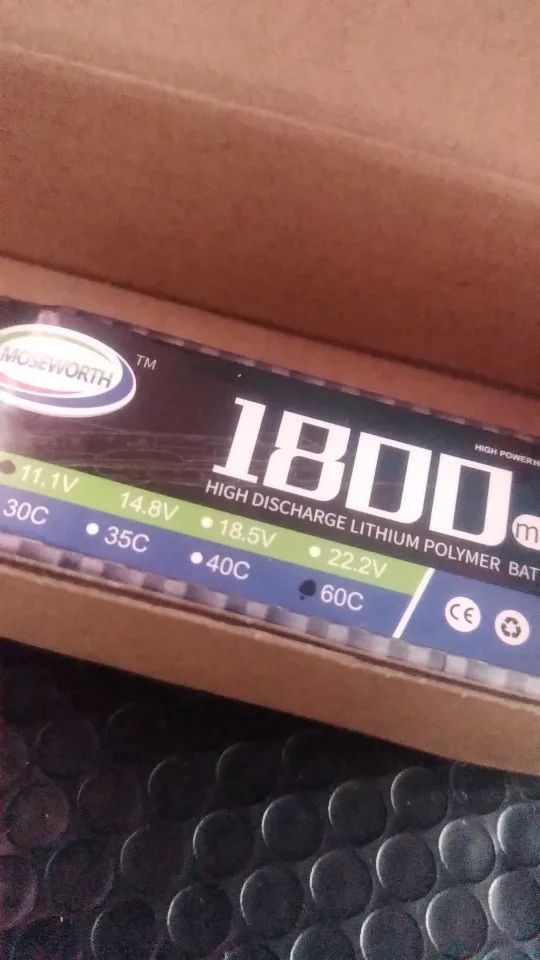 MOSEWORTH TM
HIGH POWER
1800m
HIGH DISCHARGE LITHIUM POLYMER BAT
11.1V 14.8V 18.5V 22.2V
30C 35C 40C 60C
CE